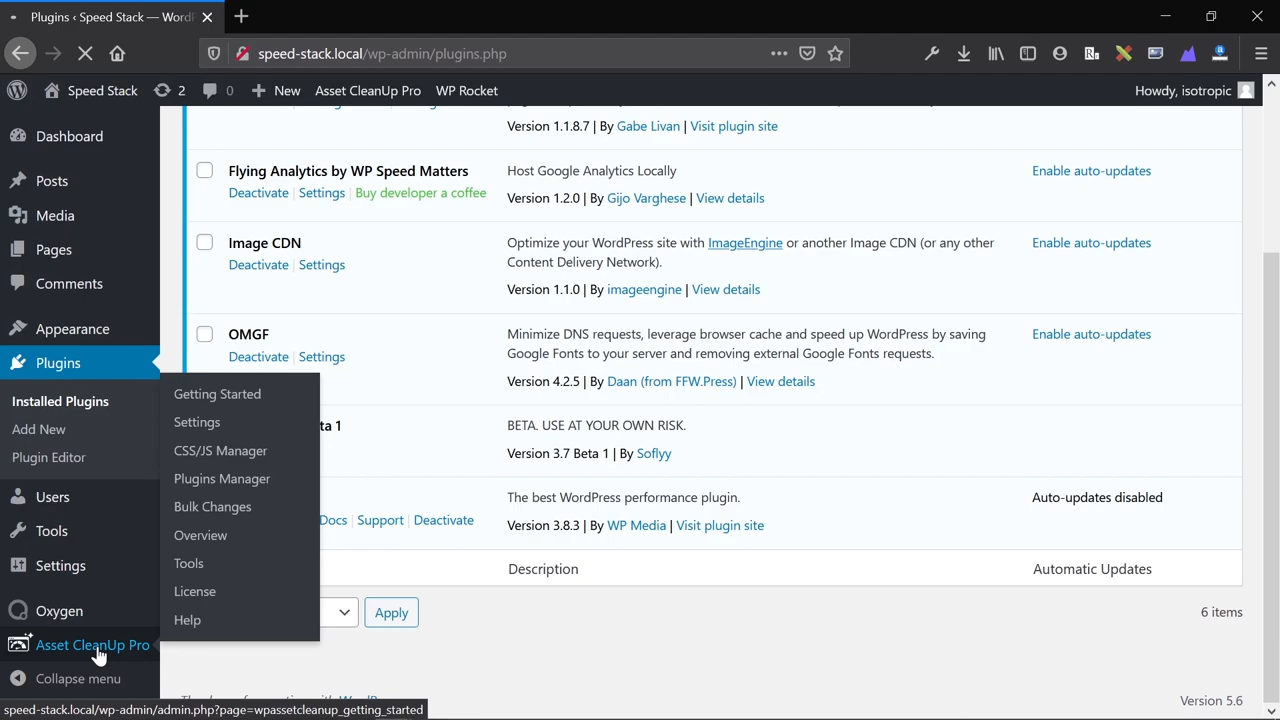 Plugins ‹ Speed Stack — Word
speed-stack.local/wp-admin/plugins.php
Speed Stack 2 0 New Asset CleanUp Pro WP Rocket Howdy, isotropic
Dashboard
Posts
Media
Pages
Comments
Appearance
Plugins
Installed Plugins
Add New
Plugin Editor
Users
Tools
Settings
Oxygen
Asset CleanUp Pro
Collapse menu
Getting Started
Settings
CSS/JS Manager
Plugins Manager
Bulk Changes
Overview
Tools
License
Help
Version 1.1.8.7 | By Gabe Livan | Visit plugin site
Flying Analytics by WP Speed Matters
Deactivate | Settings | Buy developer a coffee
Host Google Analytics Locally
Version 1.2.0 | By Gijo Varghese | View details
Enable auto-updates
Image CDN
Deactivate | Settings
Optimize your WordPress site with ImageEngine or another Image CDN (or any other
Content Delivery Network).
Version 1.1.0 | By imageengine | View details
Enable auto-updates
OMGF
Deactivate | Settings
Minimize DNS requests, leverage browser cache and speed up WordPress by saving
Google Fonts to your server and removing external Google Fonts requests.
Version 4.2.5 | By Daan (from FFW.Press) | View details
Enable auto-updates
ta 1
BETA. USE AT YOUR OWN RISK.
Version 3.7 Beta 1 | By Soflyy
Docs | Support | Deactivate
The best WordPress performance plugin.
Version 3.8.3 | By WP Media | Visit plugin site
Auto-updates disabled
Description Automatic Updates
Apply
6 items
Version 5.6
speed-stack.local/wp-admin/admin.php?page=wpassetcleanup_getting_started